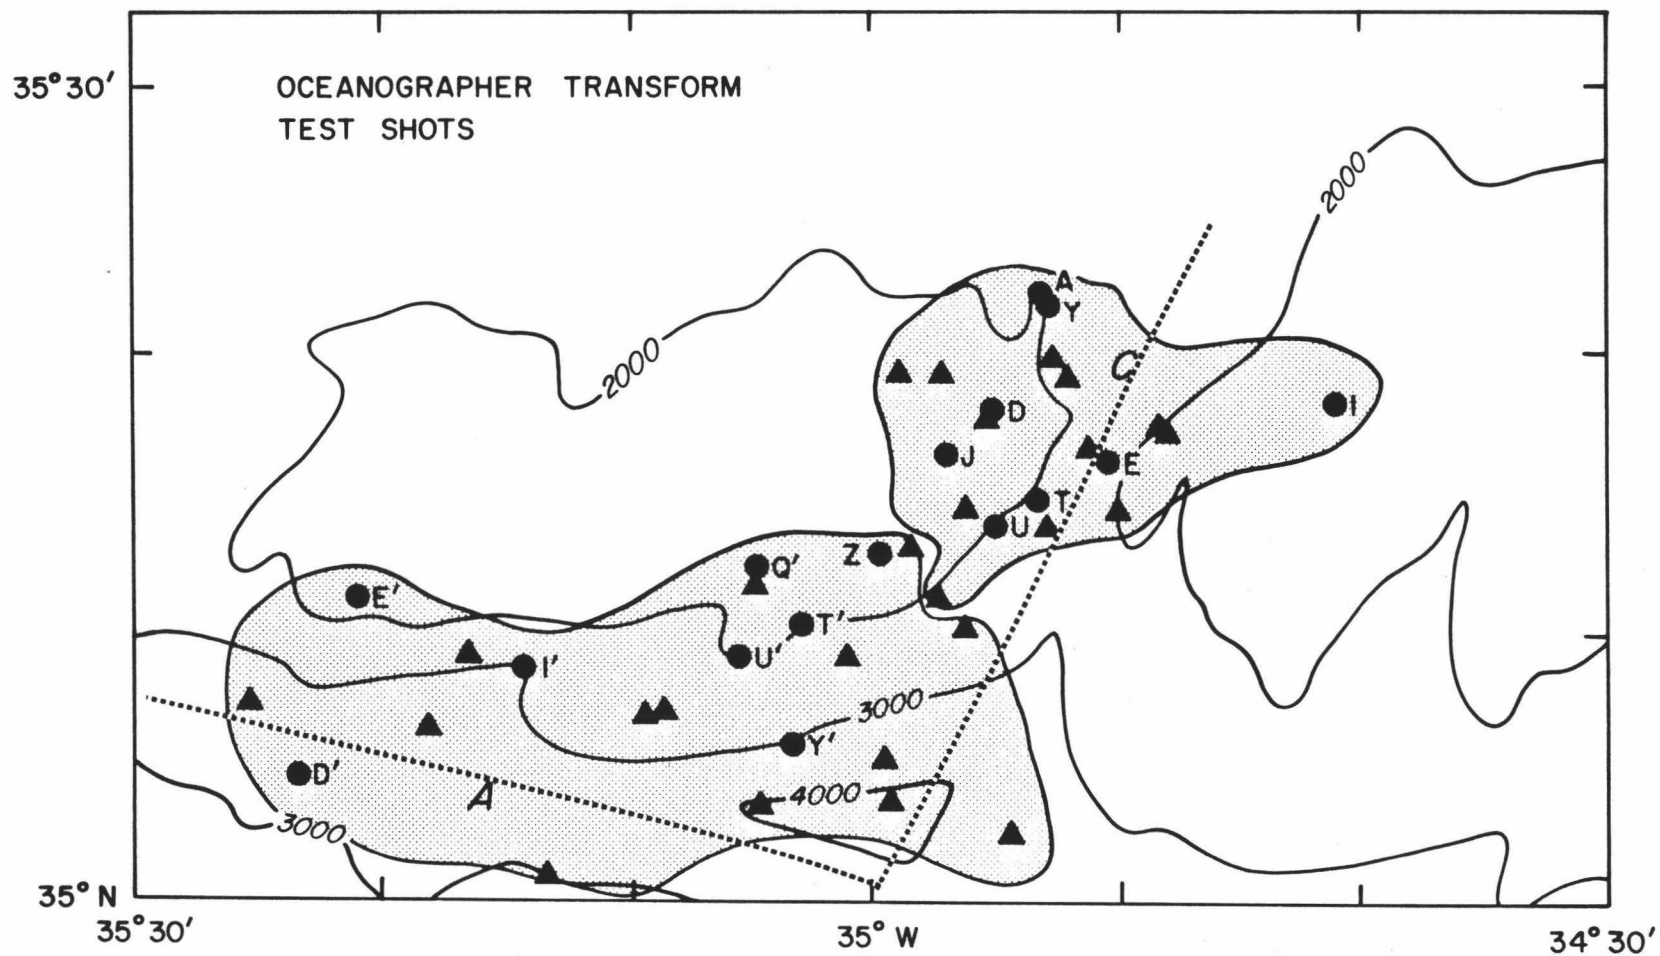 35°30'
OCEANOGRAPHER TRANSFORM
TEST SHOTS
2000
A
Y
C
2000
D
I
J
E
T
U
Z
Q'
E'
T'
U'
I'
3000
Y'
D'
A
4000
3000
35° N
35°30'
35° W
34°30'